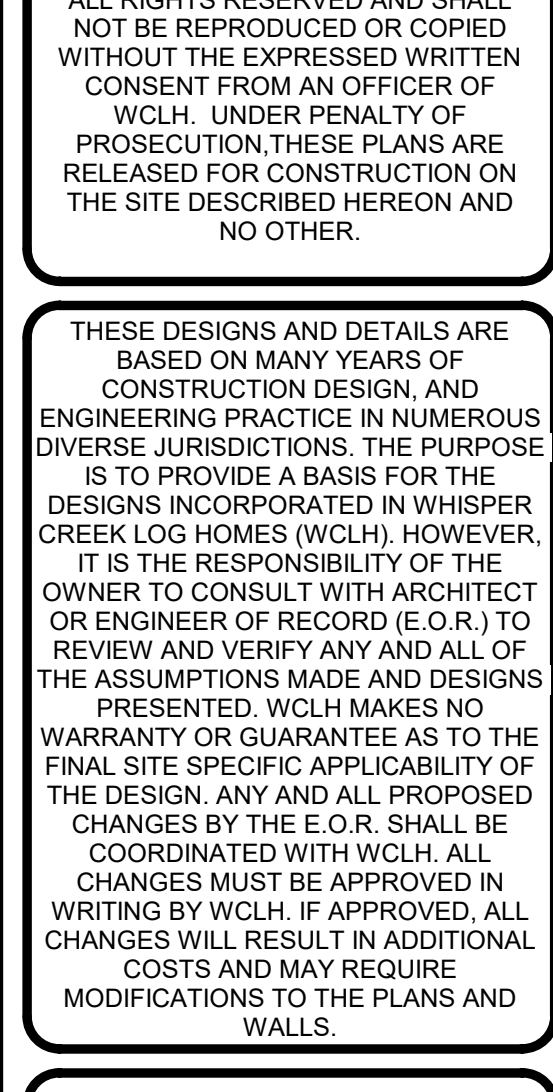 ALL RIGHTS RESERVED AND SHALL
NOT BE REPRODUCED OR COPIED
WITHOUT THE EXPRESSED WRITTEN
CONSENT FROM AN OFFICER OF
WCLH. UNDER PENALTY OF
PROSECUTION,THESE PLANS ARE
RELEASED FOR CONSTRUCTION ON
THE SITE DESCRIBED HEREON AND
NO OTHER.
THESE DESIGNS AND DETAILS ARE
BASED ON MANY YEARS OF
CONSTRUCTION DESIGN, AND
ENGINEERING PRACTICE IN NUMEROUS
DIVERSE JURISDICTIONS. THE PURPOSE
IS TO PROVIDE A BASIS FOR THE
DESIGNS INCORPORATED IN WHISPER
CREEK LOG HOMES (WCLH). HOWEVER,
IT IS THE RESPONSIBILITY OF THE
OWNER TO CONSULT WITH ARCHITECT
OR ENGINEER OF RECORD (E.O.R.) TO
REVIEW AND VERIFY ANY AND ALL OF
THE ASSUMPTIONS MADE AND DESIGNS
PRESENTED. WCLH MAKES NO
WARRANTY OR GUARANTEE AS TO THE
FINAL SITE SPECIFIC APPLICABILITY OF
THE DESIGN. ANY AND ALL PROPOSED
CHANGES BY THE E.O.R. SHALL BE
COORDINATED WITH WCLH. ALL
CHANGES MUST BE APPROVED IN
WRITING BY WCLH. IF APPROVED, ALL
CHANGES WILL RESULT IN ADDITIONAL
COSTS AND MAY REQUIRE
MODIFICATIONS TO THE PLANS AND
WALLS.